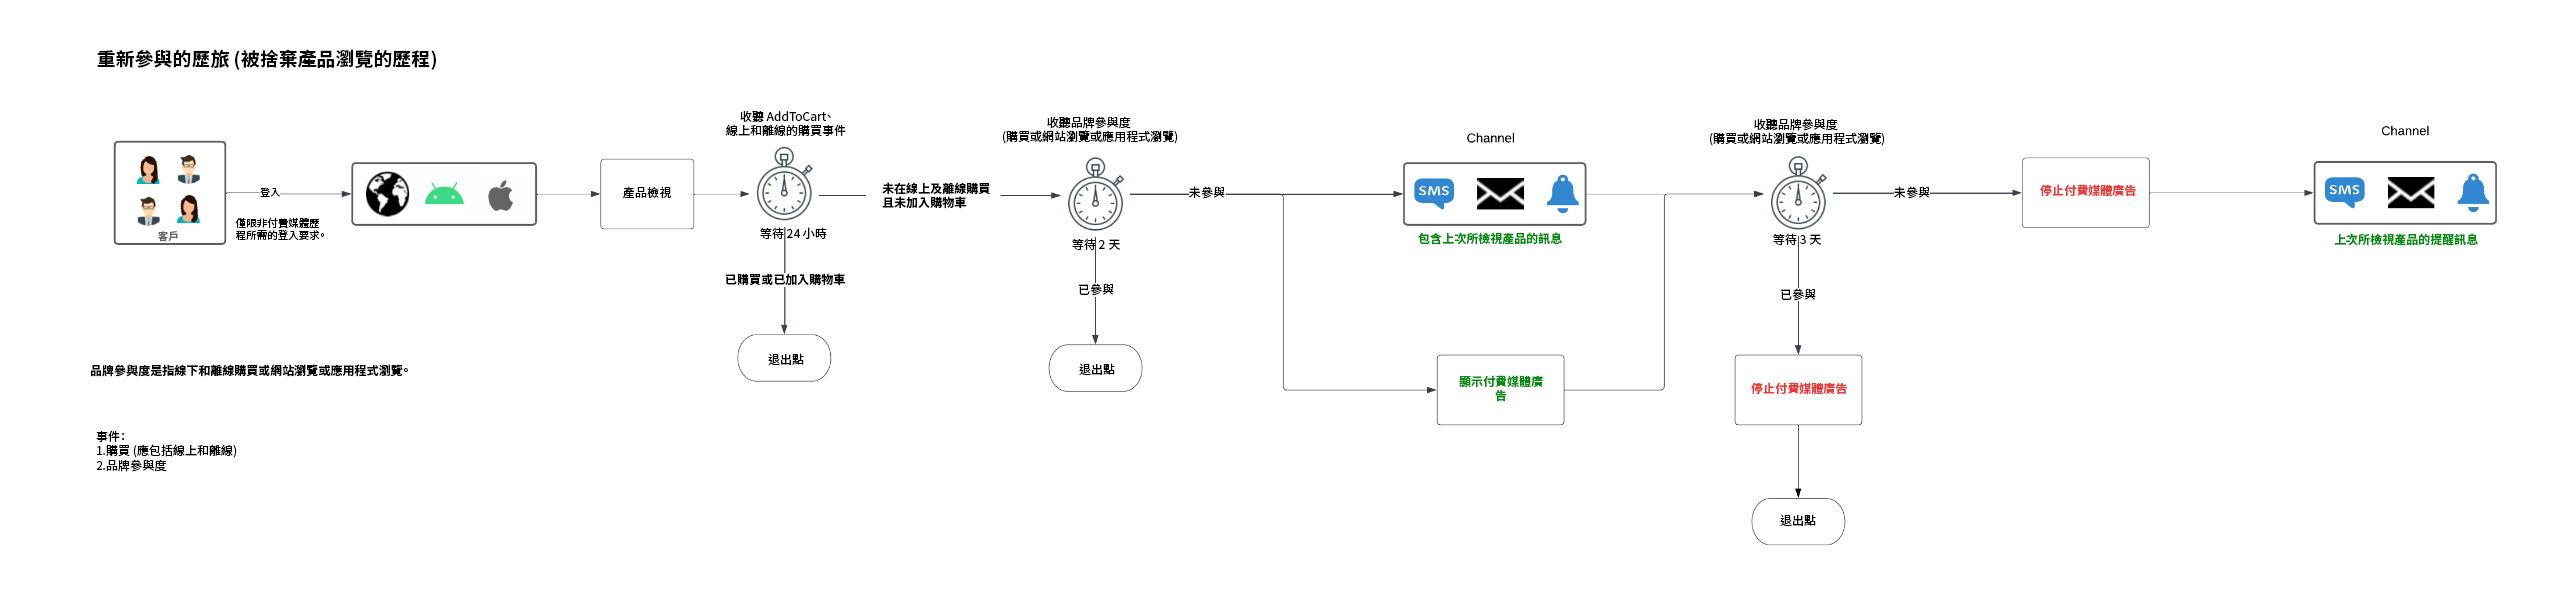 重新參與的歷旅 (被捨棄產品瀏覽的歷程)
收聽 AddToCart、
線上和離線的購買事件
收聽品牌參與度
(購買或網站瀏覽或應用程式瀏覽)
Channel
收聽品牌參與度
(購買或網站瀏覽或應用程式瀏覽)
Channel
客戶
登入
僅限非付費媒體歷
程所需的登入要求。
產品檢視
等待 24 小時
未在線上及離線購買
且未加入購物車
等待 2 天
未參與
SMS
包含上次所檢視產品的訊息
等待 3 天
未參與
停止付費媒體廣告
SMS
上次所檢視產品的提醒訊息
已購買或已加入購物車
已參與
已參與
退出點
退出點
顯示付費媒體廣
告
停止付費媒體廣告
退出點
品牌參與度是指線下和離線購買或網站瀏覽或應用程式瀏覽。
事件：
1.購買 (應包括線上和離線)
2.品牌參與度